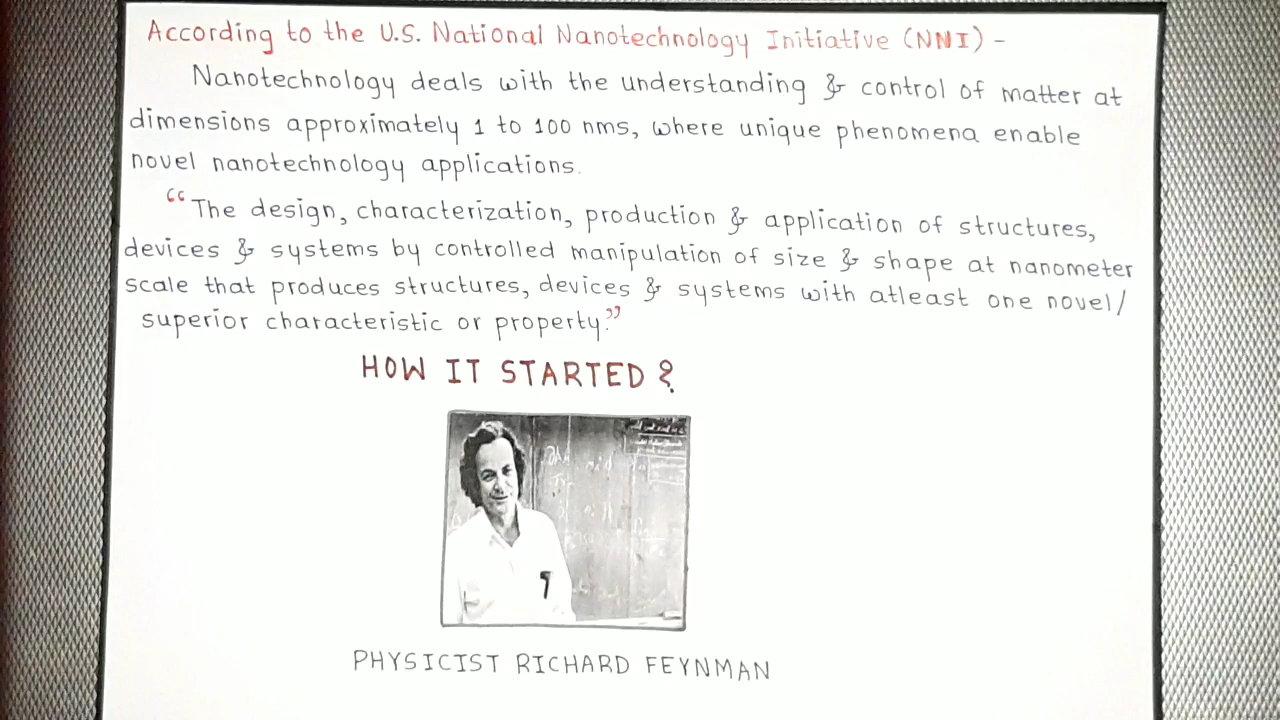 According to the U.S. National Nanotechnology Initiative (NNI) -
Nanotechnology deals with the understanding & control of matter at
dimensions approximately 1 to 100 nms, where unique phenomena enable
novel nanotechnology applications.
“The design, characterization, production & application of structures,
devices & systems by controlled manipulation of size & shape at nanometer
scale that produces structures, devices & systems with atleast one novel/
superior characteristic or property.”
HOW IT STARTED ?
PHYSICIST RICHARD FEYNMAN